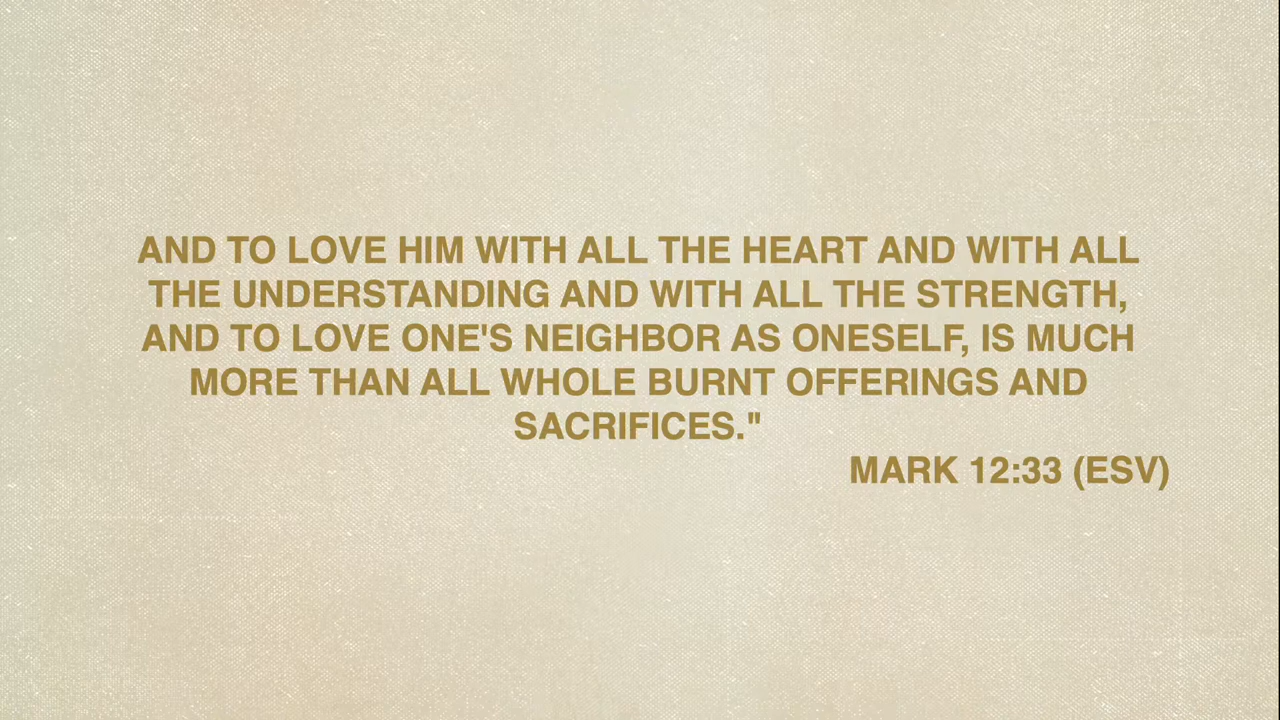 AND TO LOVE HIM WITH ALL THE HEART AND WITH ALL
THE UNDERSTANDING AND WITH ALL THE STRENGTH,
AND TO LOVE ONE'S NEIGHBOR AS ONESELF, IS MUCH
MORE THAN ALL WHOLE BURNT OFFERINGS AND
SACRIFICES."
MARK 12:33 (ESV)